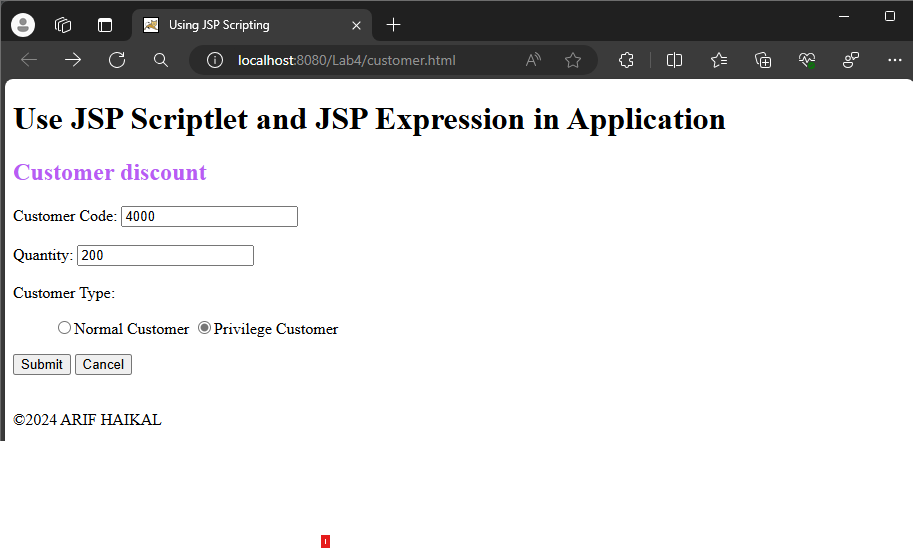 Using JSP Scripting
localhost:8080/Lab4/customer.html
Use JSP Scriptlet and JSP Expression in Application
Customer discount
Customer Code: 4000
Quantity: 200
Customer Type:
Normal Customer Privilege Customer
Submit Cancel
©2024 ARIF HAIKAL